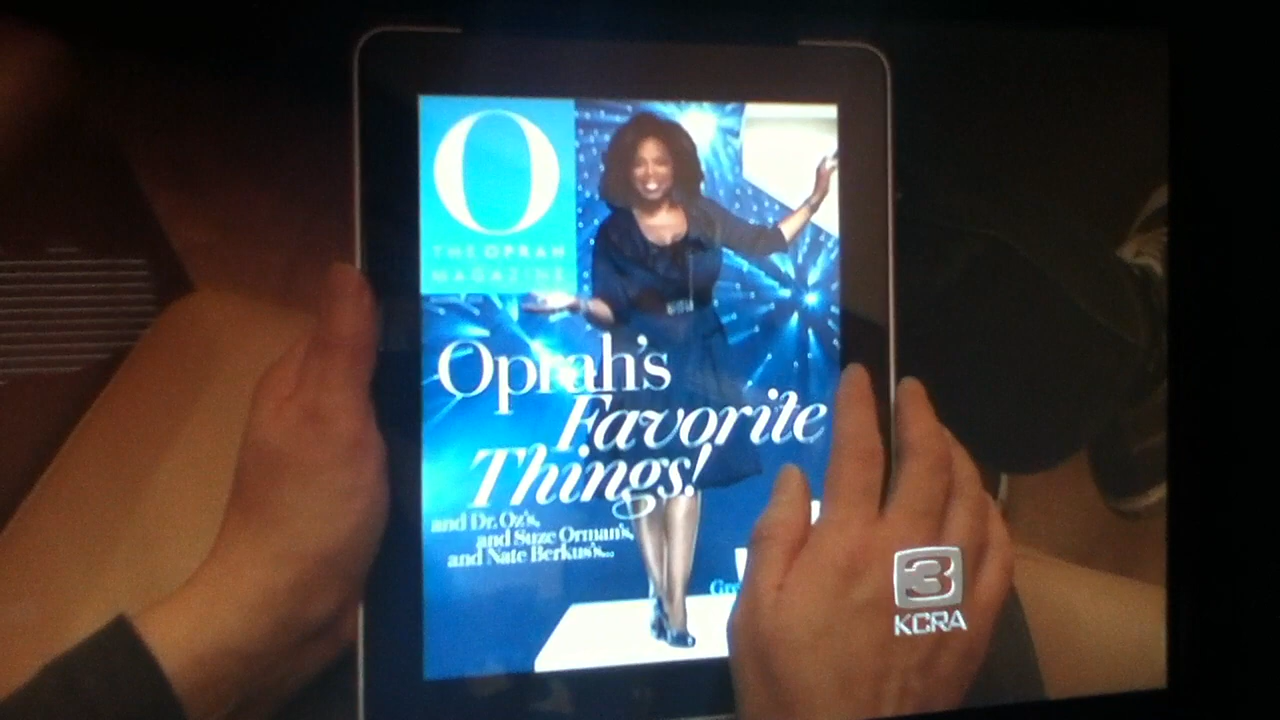 O
THE OPRAH
MAGAZINE
Oprah's
Favorite
Things!
and Dr. Oz's,
and Suze Orman's,
and Nate Berkus's...
3
KCRA